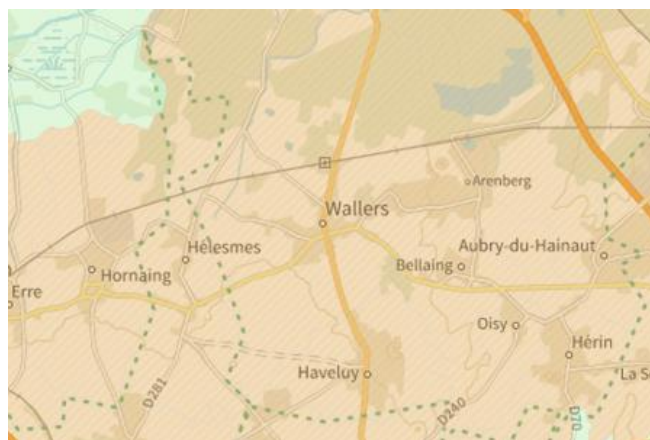 Arenberg
Wallers
Hélesmes
Aubry-du-Hainaut
Hornaing
Bellaing
Erre
Oisy
Hérin
Haveluy
La S
D281
D240
D70